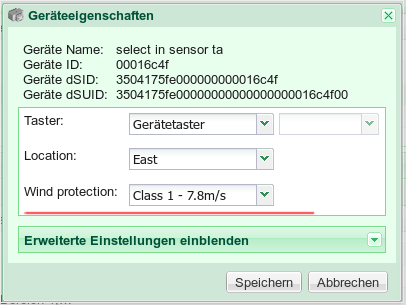 Geräteeigenschaften
Geräte Name: select in sensor ta
Geräte ID: 00016c4f
Geräte dSID: 3504175fe000000000016c4f
Geräte dSUID: 3504175fe00000000000000000016c4f00
Taster: Gerätetaster
Location: East
Wind protection: Class 1 - 7.8m/s
Erweiterte Einstellungen einblenden
Speichern Abbrechen